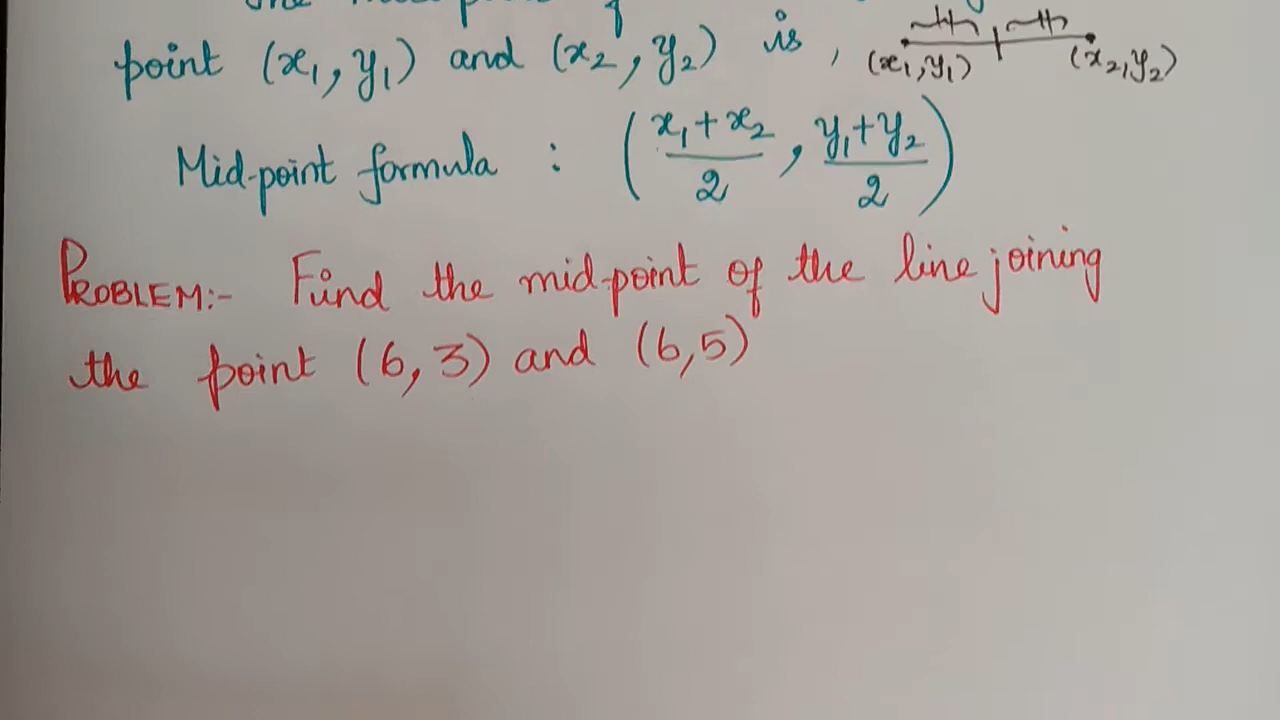 point (x₁, y₁) and (x₂, y₂) is,
(x₁,y₁) (x₂,y₂)
Mid-point formula : (x₁+x₂/2, y₁+y₂/2)
PROBLEM:- Find the mid-point of the line joining
the point (6, 3) and (6,5)